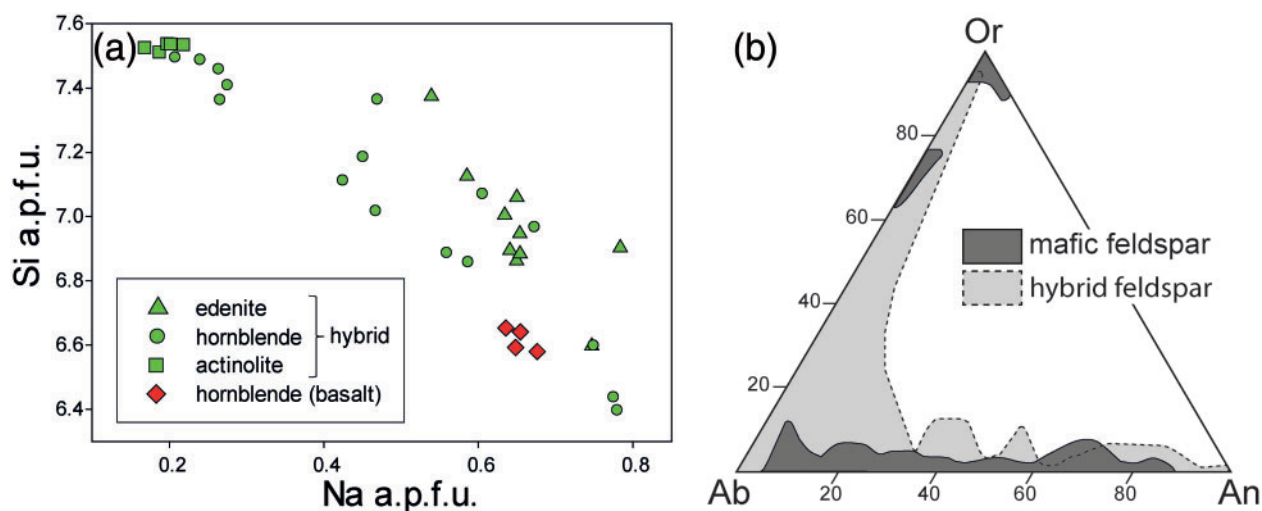 (a)
7.6
7.4
7.2
7.0
6.8
6.6
6.4
Si a.p.f.u.
edenite
hornblende
actinolite
hybrid
hornblende (basalt)
0.2 0.4 0.6 0.8
Na a.p.f.u.
(b)
Or
80
60
40
20
mafic feldspar
hybrid feldspar
Ab An
20 40 60 80